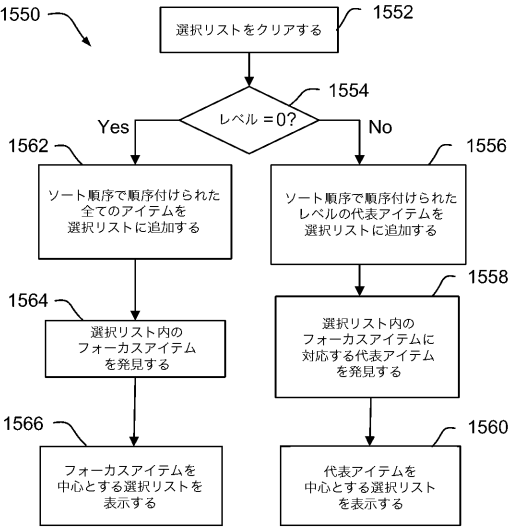 1550
1552
選択リストをクリアする
1554
レベル =0?
Yes
No
1562
ソート順序で順序付けられた
全てのアイテムを
選択リストに追加する
1556
ソート順序で順序付けられた
レベルの代表アイテムを
選択リストに追加する
1564
選択リスト内の
フォーカスアイテム
を発見する
1558
選択リスト内の
フォーカスアイテムに
対応する代表アイテム
を発見する
1566
フォーカスアイテムを
中心とする選択リストを
表示する
1560
代表アイテムを
中心とする選択リスト
を表示する